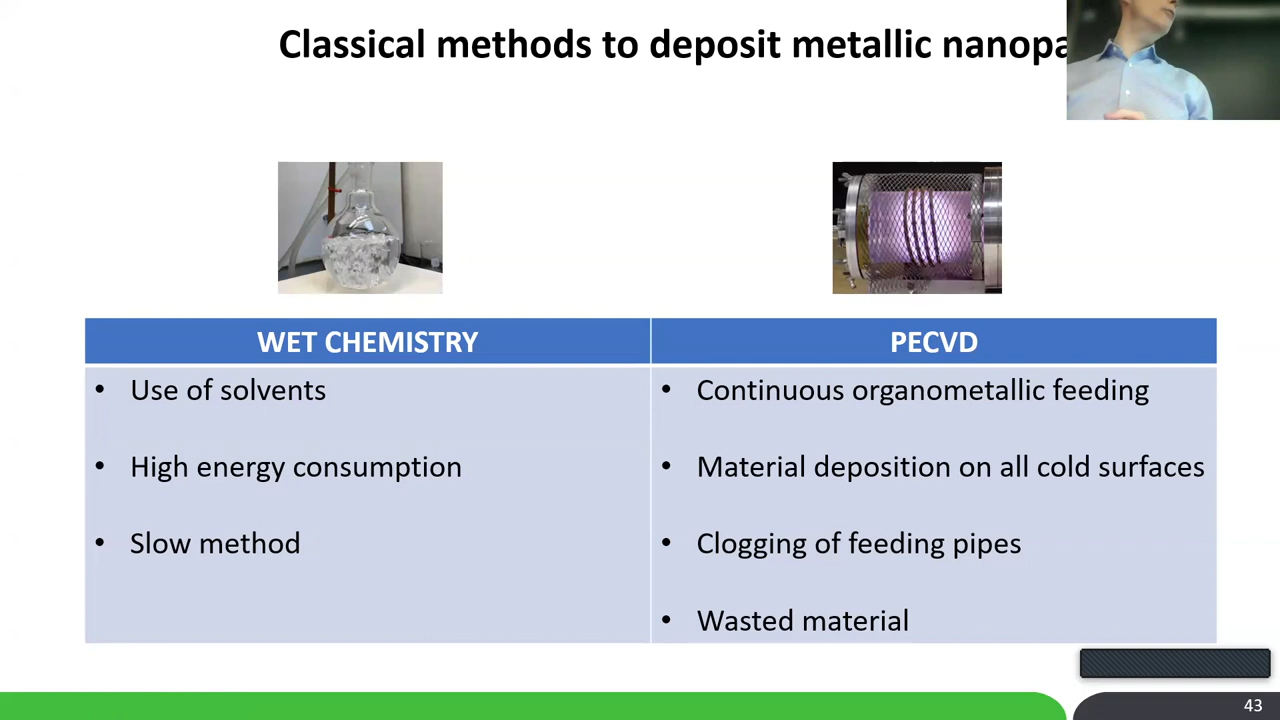 Classical methods to deposit metallic
WET CHEMISTRY
PECVD
• Use of solvents
• High energy consumption
• Slow method
• Continuous organometallic feeding
• Material deposition on all cold surfaces
• Clogging of feeding pipes
• Wasted material
43